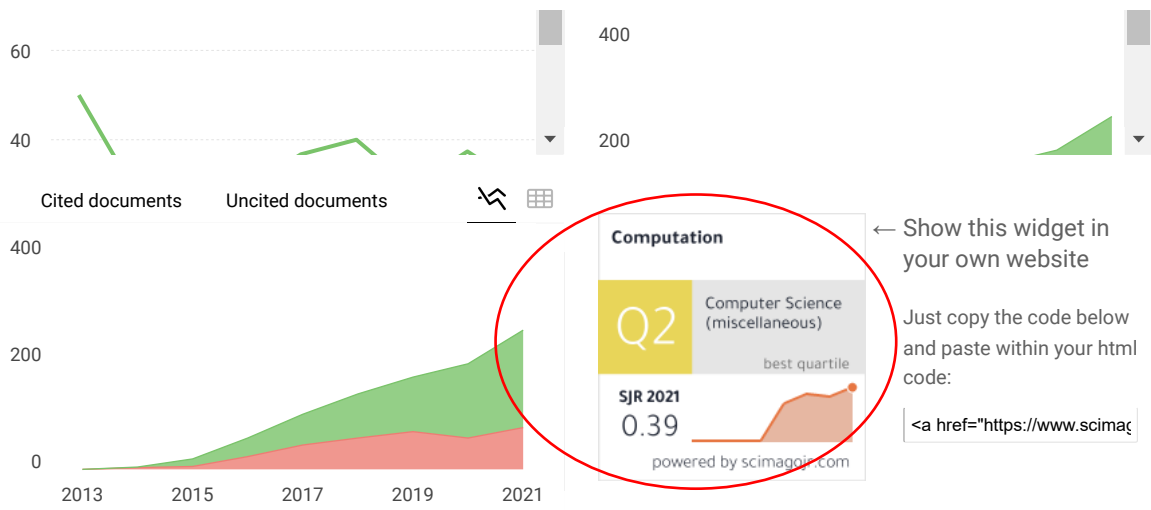 60
40
400
200
Cited documents
Uncited documents
400
200
0
2013
2015
2017
2019
2021
Computation
Q2
Computer Science
(miscellaneous)
best quartile
SJR 2021
0.39
powered by scimagojr.com
← Show this widget in
your own website
Just copy the code below
and paste within your html
code:
<a href="https://www.scimag